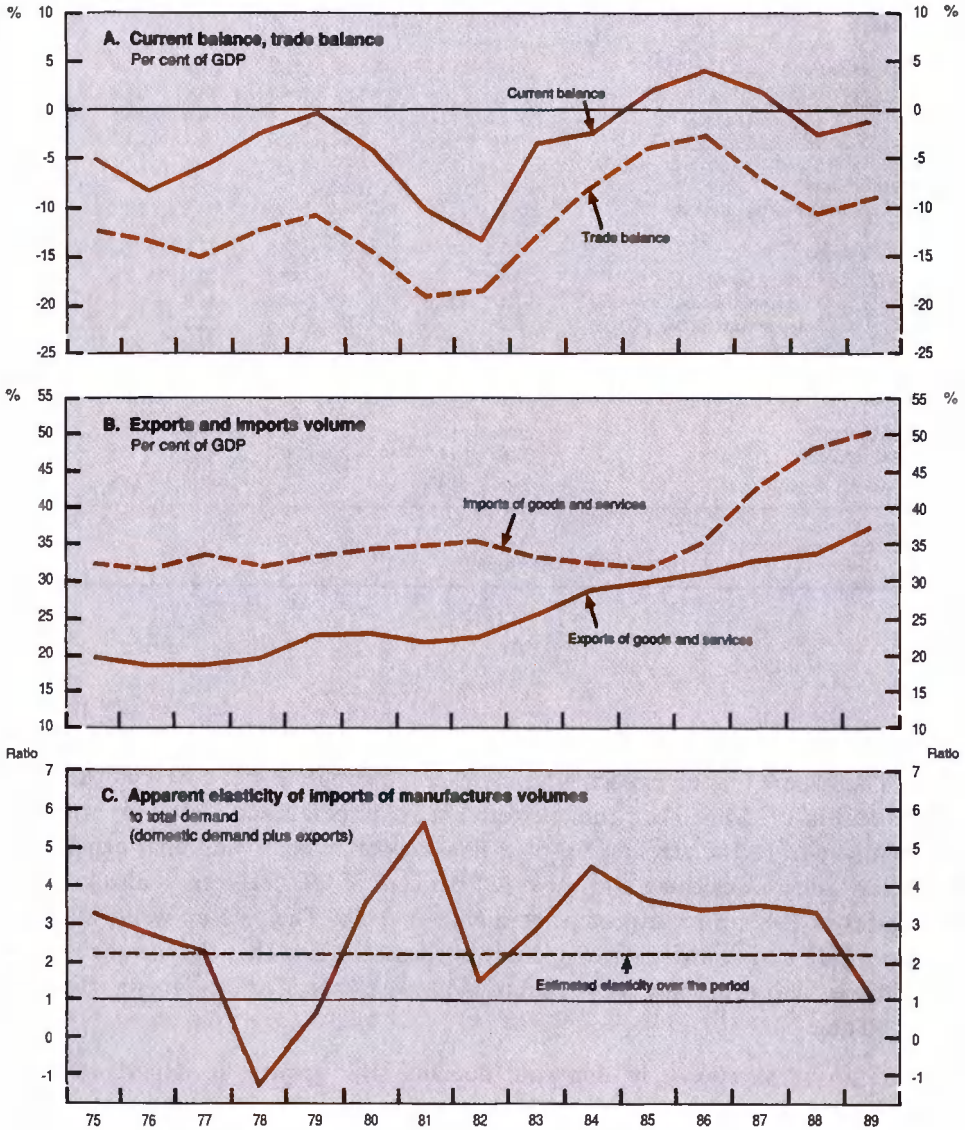 % 10 10 %
A. Current balance, trade balance
Per cent of GDP
5 5
Current balance
0 0
-5 -5
-10 -10
Trade balance
-15 -15
-20 -20
-25 -25
% 55 55 %
B. Exports and imports volume
Per cent of GDP
50 50
45 45
40 40
Imports of goods and services
35 35
30 30
25 25
Exports of goods and services
20 20
15 15
10 10
Ratio Ratio
7 7
C. Apparent elasticity of imports of manufactures volumes
6 6
to total demand
(domestic demand plus exports)
5 5
4 4
3 3
2 2
Estimated elasticity over the period
1 1
0 0
-1 -1
75 76 77 78 79 80 81 82 83 84 85 86 87 88 89